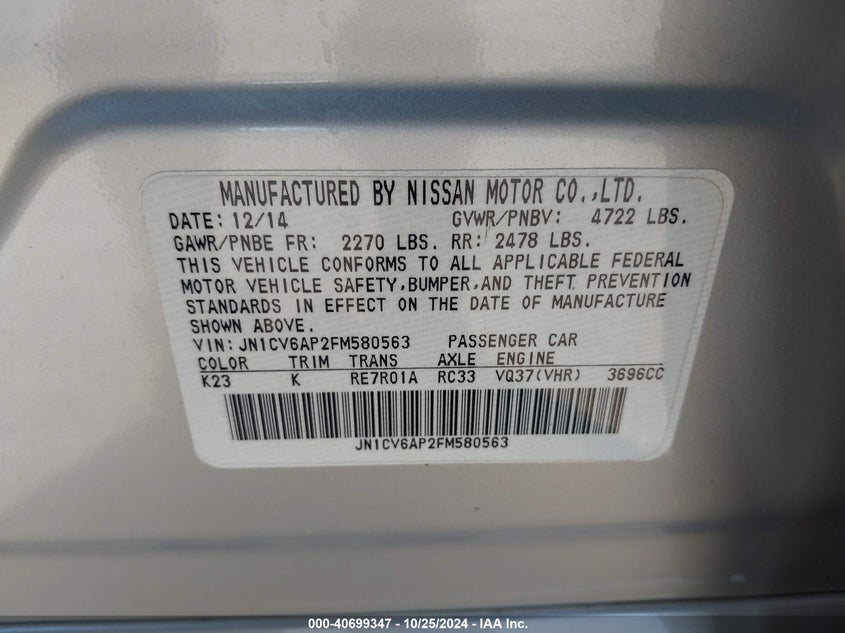 MANUFACTURED BY NISSAN MOTOR CO.,LTD.
DATE: 12/14 GVWR/PNBV: 4722 LBS.
GAWR/PNBE FR: 2270 LBS. RR: 2478 LBS.
THIS VEHICLE CONFORMS TO ALL APPLICABLE FEDERAL
MOTOR VEHICLE SAFETY,BUMPER,AND THEFT PREVENTION
STANDARDS IN EFFECT ON THE DATE OF MANUFACTURE
SHOWN ABOVE.
VIN: JN1CV6AP2FM580563 PASSENGER CAR
COLOR TRIM TRANS AXLE ENGINE
K23 K RE7R01A RC33 VQ37(VHR) 3696CC
JN1CV6AP2FM580563
000-40699347 - 10/25/2024 - IAA Inc.